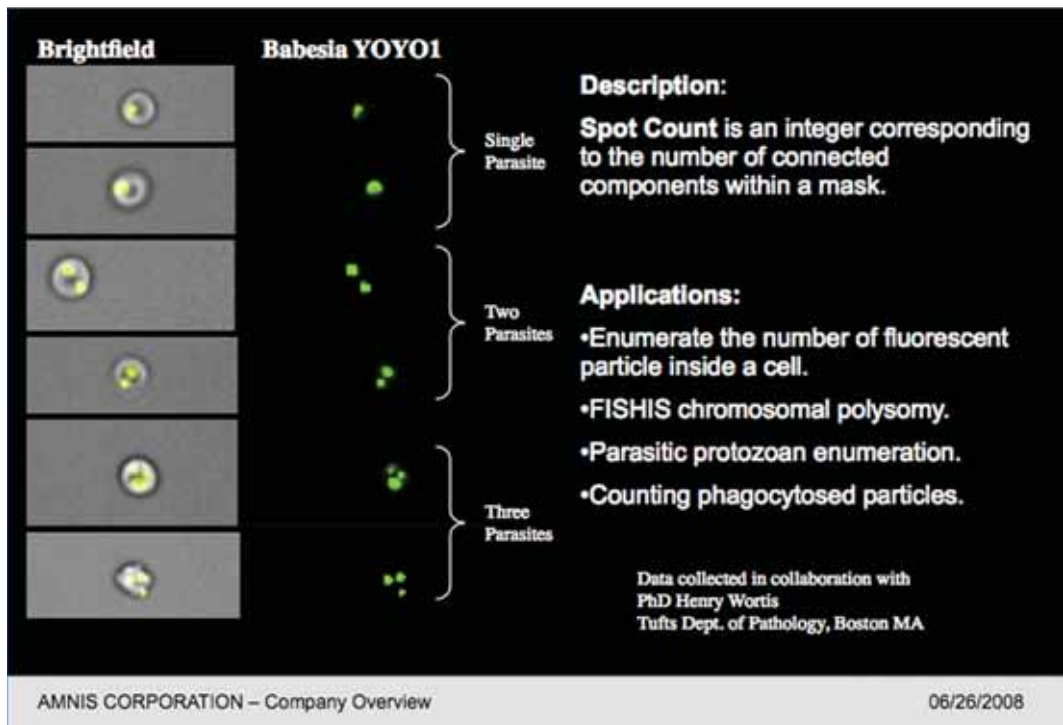 Brightfield
Babesia YOYO1
Single
Parasite
Two
Parasites
Three
Parasites
Description:
Spot Count is an integer corresponding
to the number of connected
components within a mask.
Applications:
•Enumerate the number of fluorescent
particle inside a cell.
•FISHIS chromosomal polysomy.
•Parasitic protozoan enumeration.
•Counting phagocytosed particles.
Data collected in collaboration with
PhD Henry Wortis
Tufts Dept. of Pathology, Boston MA
AMNIS CORPORATION – Company Overview
06/26/2008